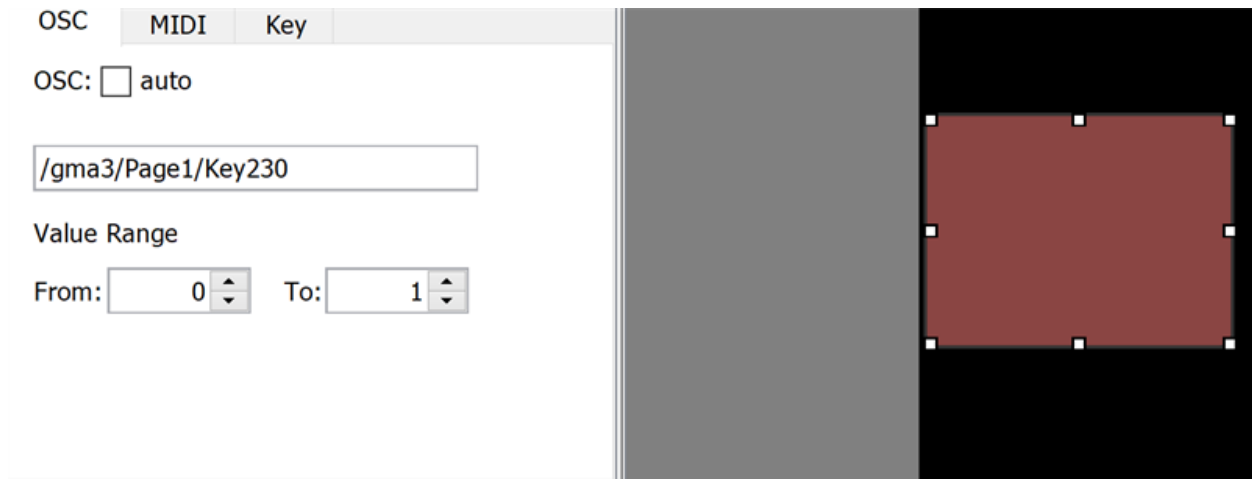 OSC MIDI Key
OSC: auto
/gma3/Page1/Key230
Value Range
From: 0 To: 1